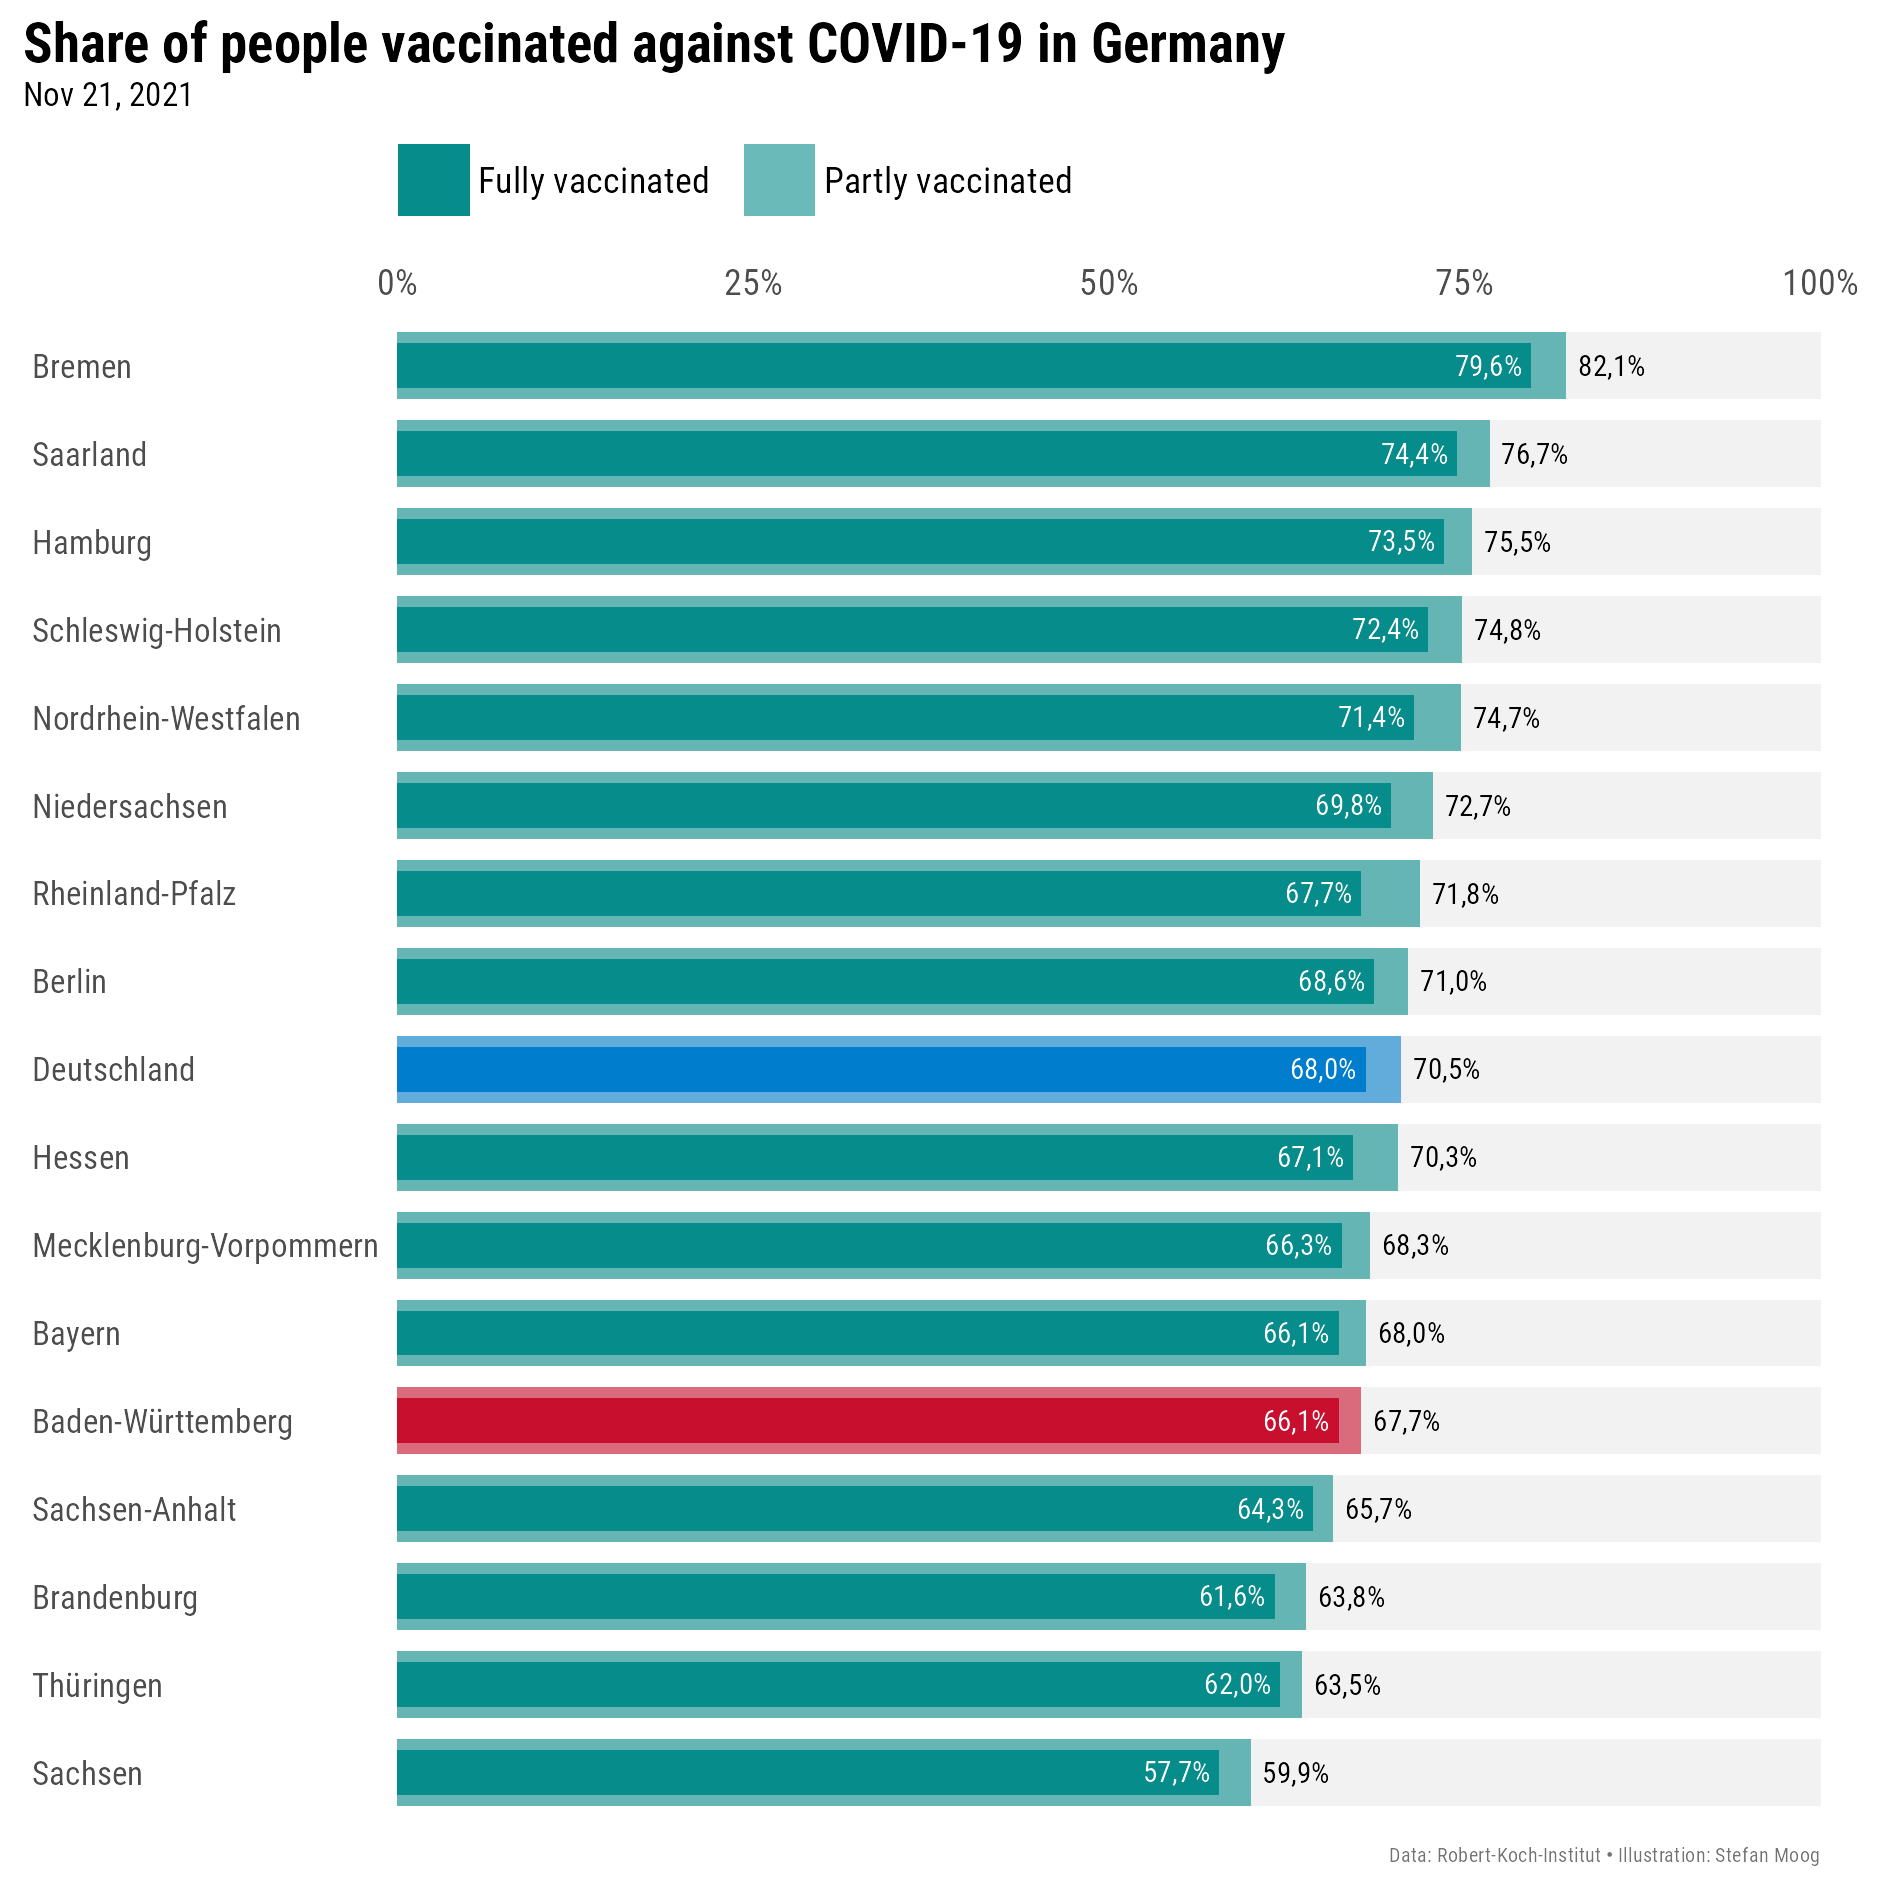 Share of people vaccinated against COVID-19 in Germany
Nov 21, 2021
Fully vaccinated Partly vaccinated
0% 25% 50% 75% 100%
Bremen 79,6% 82,1%
Saarland 74,4% 76,7%
Hamburg 73,5% 75,5%
Schleswig-Holstein 72,4% 74,8%
Nordrhein-Westfalen 71,4% 74,7%
Niedersachsen 69,8% 72,7%
Rheinland-Pfalz 67,7% 71,8%
Berlin 68,6% 71,0%
Deutschland 68,0% 70,5%
Hessen 67,1% 70,3%
Mecklenburg-Vorpommern 66,3% 68,3%
Bayern 66,1% 68,0%
Baden-Württemberg 66,1% 67,7%
Sachsen-Anhalt 64,3% 65,7%
Brandenburg 61,6% 63,8%
Thüringen 62,0% 63,5%
Sachsen 57,7% 59,9%
Data: Robert-Koch-Institut • Illustration: Stefan Moog